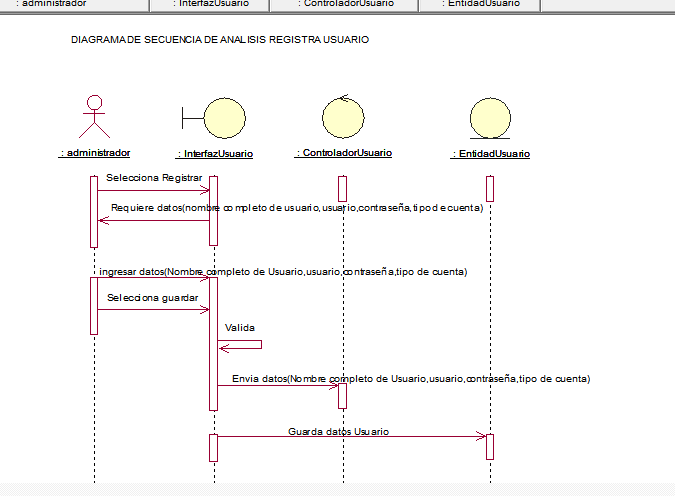 : administrador : InterfazUsuario : ControladorUsuario : EntidadUsuario
DIAGRAMA DE SECUENCIA DE ANALISIS REGISTRA USUARIO
: administrador : InterfazUsuario : ControladorUsuario : EntidadUsuario
Selecciona Registrar
Requiere datos(nombre completo de usuario,usuario,contraseña,tipo de cuenta)
ingresar datos(Nombre completo de Usuario,usuario,contraseña,tipo de cuenta)
Selecciona guardar
Valida
Envia datos(Nombre completo de Usuario,usuario,contraseña,tipo de cuenta)
Guarda datos Usuario